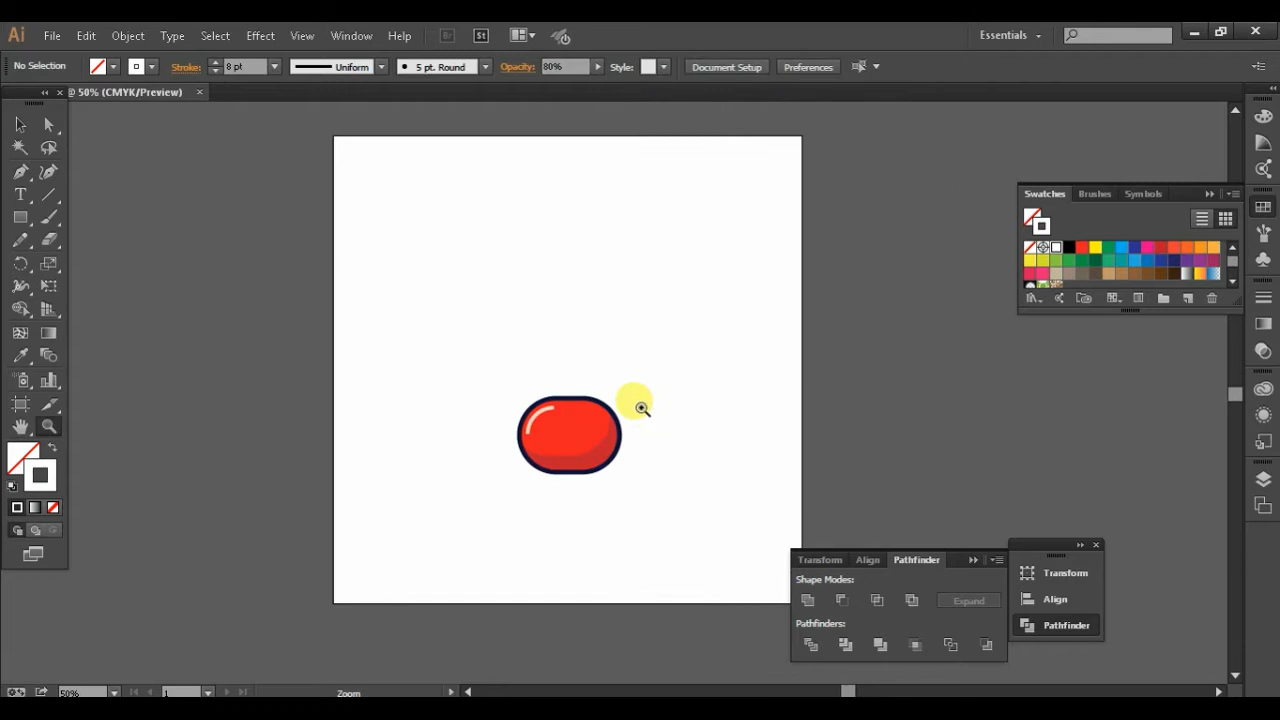 Ai File Edit Object Type Select Effect View Window Help Br St Essentials
No Selection Stroke: 8 pt Uniform 5 pt. Round Opacity: 80% Style: Document Setup Preferences
@ 50% (CMYK/Preview) ×
Swatches Brushes Symbols
Transform Align Pathfinder
Shape Modes:
Expand
Pathfinders:
Transform
Align
Pathfinder
50% 1 Zoom